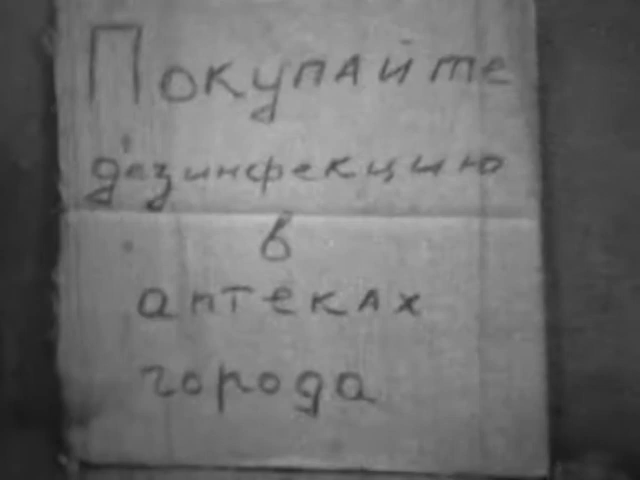 Покупайте
дезинфекцию
в
аптеках
города